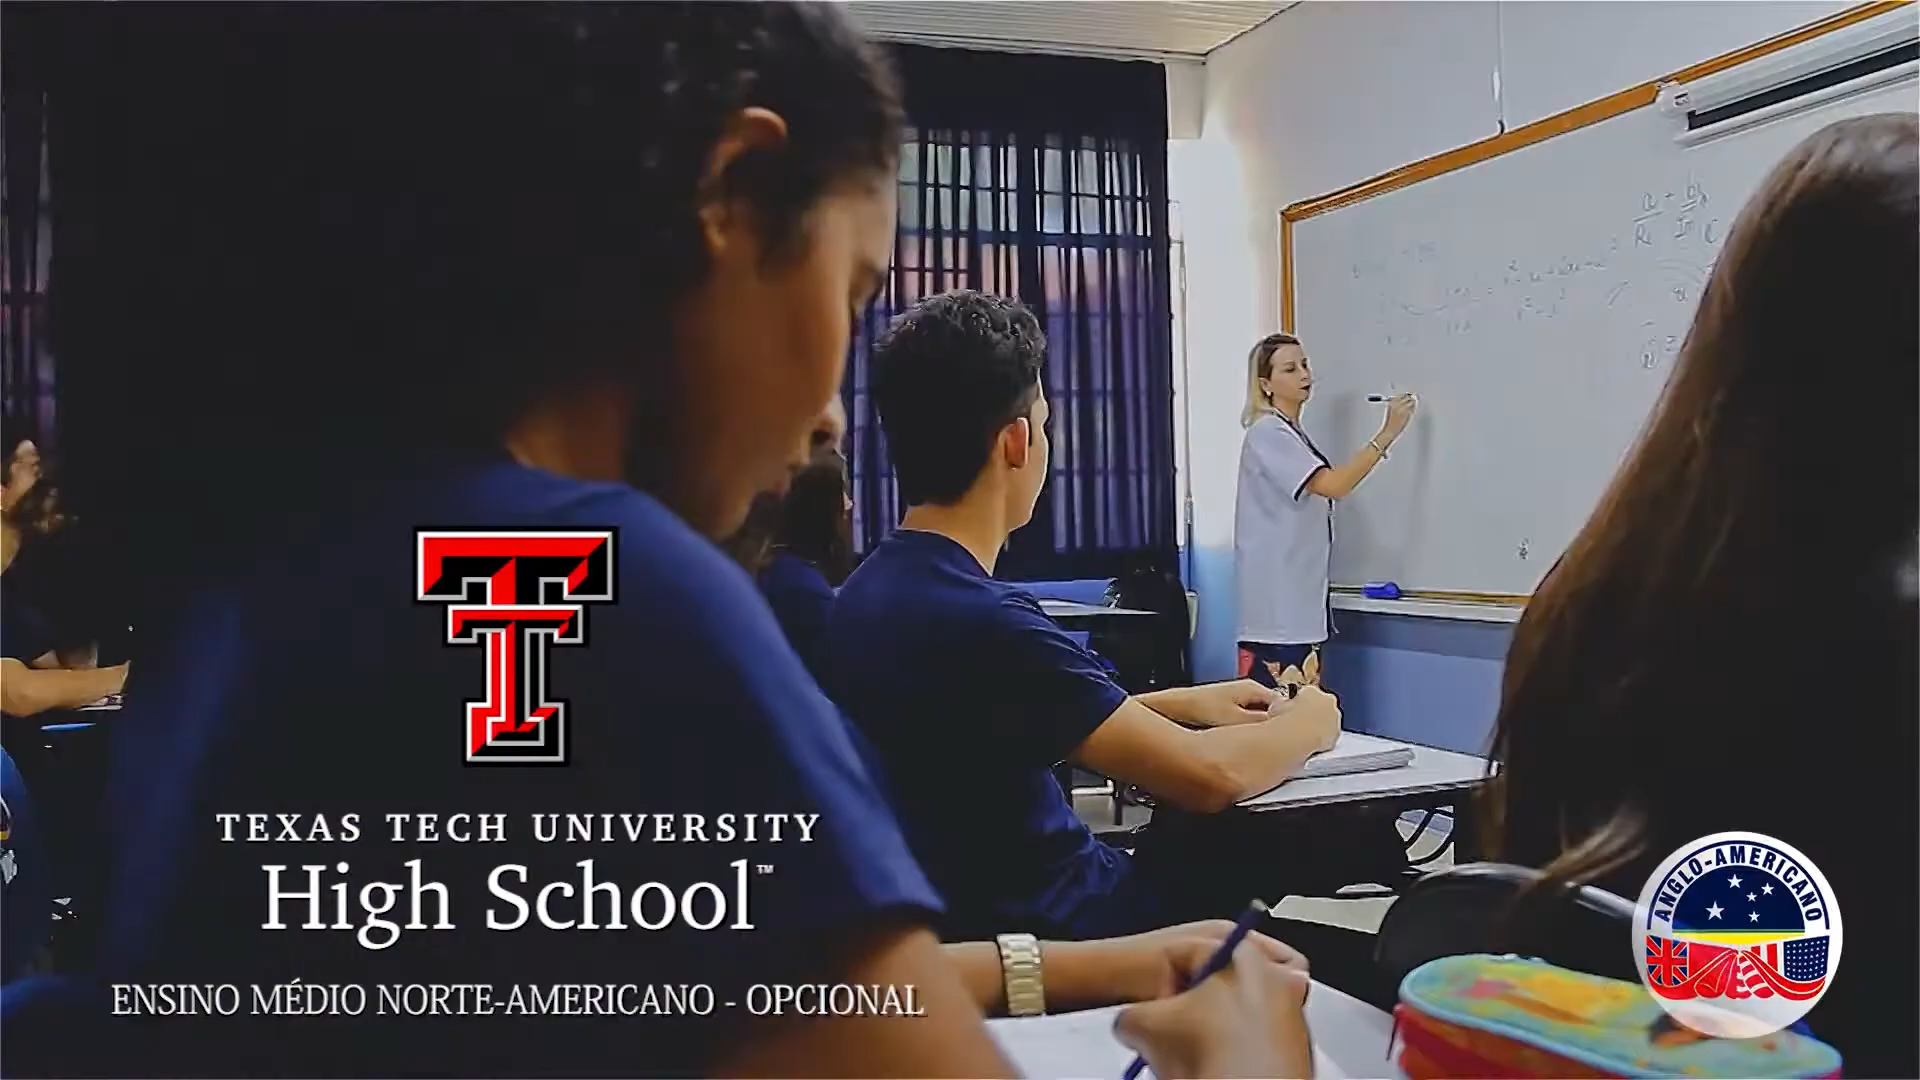 TEXAS TECH UNIVERSITY
High School™
ENSINO MÉDIO NORTE-AMERICANO - OPCIONAL
ANGLO-AMERICANO